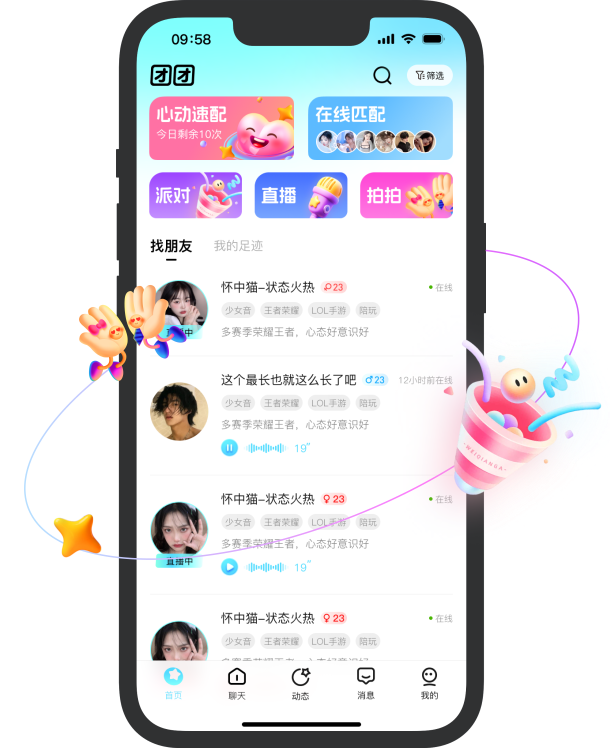 09:58
团团
筛选
心动速配
今日剩余10次
在线匹配
派对
直播
拍拍
找朋友
我的足迹
怀中猫-状态火热 23
在线
少女音 王者荣耀 LOL手游 陪玩
多赛季荣耀王者，心态好意识好
中
这个最长也就这么长了吧 23
12小时前在线
少女音 王者荣耀 LOL手游 陪玩
多赛季荣耀王者，心态好意识好
19"
怀中猫-状态火热 23
在线
少女音 王者荣耀 LOL手游 陪玩
多赛季荣耀王者，心态好意识好
直播中
19"
怀中猫-状态火热 23
在线
少女音 王者荣耀 LOL手游 陪玩
首页
聊天
动态
消息
我的